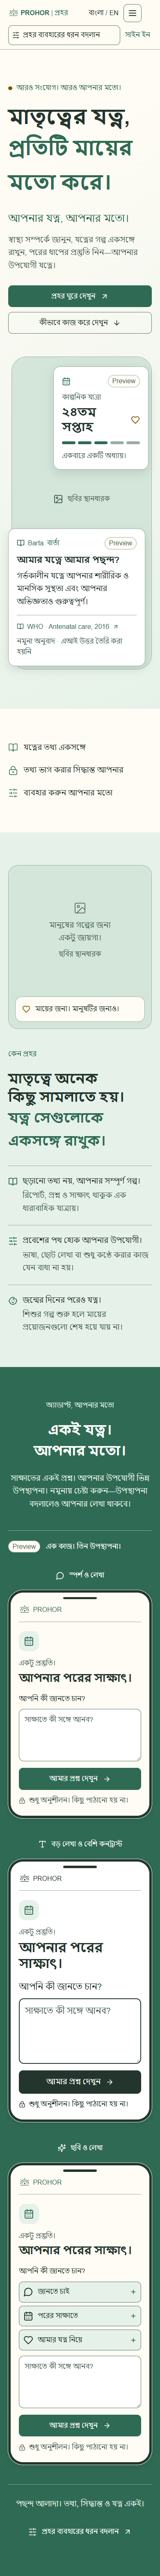 PROHOR | প্রহর
বাংলা / EN
প্রহর ব্যবহারের ধরন বদলান
সাইন ইন
আরও সংযোগ। আরও আপনার মতো।
মাতৃত্বের যত্ন,
প্রতিটি মায়ের
মতো করে।
আপনার যত্ন, আপনার মতো।
স্বাস্থ্য সম্পর্কে জানুন, যত্নের গল্প একসঙ্গে
রাখুন, পরের ধাপের প্রস্তুতি নিন—আপনার
উপযোগী যত্নে।
প্রহর ঘুরে দেখুন ↗
কীভাবে কাজ করে দেখুন ↓
Preview
কাল্পনিক যাত্রা
২৪তম
সপ্তাহ
একবারে একটি অধ্যায়।
ছবির স্থানধারক
Barta বার্তা
Preview
আমার যত্নে আমার পছন্দ?
গর্ভকালীন যত্নে আপনার শারীরিক ও
মানসিক সুস্থতা এবং আপনার
অভিজ্ঞতাও গুরুত্বপূর্ণ।
WHO · Antenatal care, 2016 ↗
নমুনা অনুবাদ · এআই উত্তর তৈরি করা
হয়নি
যত্নের তথ্য একসঙ্গে
তথ্য ভাগ করার সিদ্ধান্ত আপনার
ব্যবহার করুন আপনার মতো
মানুষের গল্পের জন্য
একটু জায়গা।
ছবির স্থানধারক
মায়ের জন্য। মানুষটির জন্যও।
কেন প্রহর
মাতৃত্বে অনেক
কিছু সামলাতে হয়।
যত্ন সেগুলোকে
একসঙ্গে রাখুক।
ছড়ানো তথ্য নয়, আপনার সম্পূর্ণ গল্প।
রিপোর্ট, প্রশ্ন ও সাক্ষাৎ থাকুক এক
ধারাবাহিক যাত্রায়।
প্রবেশের পথ হোক আপনার উপযোগী।
ভাষা, ছোট লেখা বা শুধু কণ্ঠে করার কাজ
যেন বাধা না হয়।
জন্মের দিনের পরেও যত্ন।
শিশুর গল্প শুরু হলে মায়ের
প্রয়োজনগুলো শেষ হয়ে যায় না।
অ্যাডাপ্ট, আপনার মতো
একই যত্ন।
আপনার মতো।
সাক্ষাতের একই প্রশ্ন। আপনার উপযোগী ভিন্ন
উপস্থাপনা। নমুনায় চেষ্টা করুন—উপস্থাপনা
বদলালেও আপনার লেখা থাকবে।
Preview
এক কাজ। তিন উপস্থাপনা।
স্পর্শ ও লেখা
PROHOR
একটু প্রস্তুতি।
আপনার পরের সাক্ষাৎ।
আপনি কী জানতে চান?
সাক্ষাতে কী সঙ্গে আনব?
আমার প্রশ্ন দেখুন →
শুধু অনুশীলন। কিছু পাঠানো হয় না।
বড় লেখা ও বেশি কনট্রাস্ট
PROHOR
একটু প্রস্তুতি।
আপনার পরের
সাক্ষাৎ।
আপনি কী জানতে চান?
সাক্ষাতে কী সঙ্গে আনব?
আমার প্রশ্ন দেখুন →
শুধু অনুশীলন। কিছু পাঠানো হয় না।
ছবি ও লেখা
PROHOR
একটু প্রস্তুতি।
আপনার পরের সাক্ষাৎ।
আপনি কী জানতে চান?
জানতে চাই +
পরের সাক্ষাতে +
আমার যত্ন নিয়ে +
সাক্ষাতে কী সঙ্গে আনব?
আমার প্রশ্ন দেখুন →
শুধু অনুশীলন। কিছু পাঠানো হয় না।
পছন্দ আলাদা। তথ্য, সিদ্ধান্ত ও যত্ন একই।
প্রহর ব্যবহারের ধরন বদলান ↗